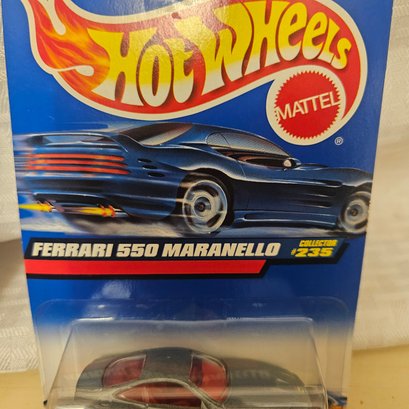 HOT WHEELS
MATTEL
®
FERRARI 550 MARANELLO
COLLECTOR
#235